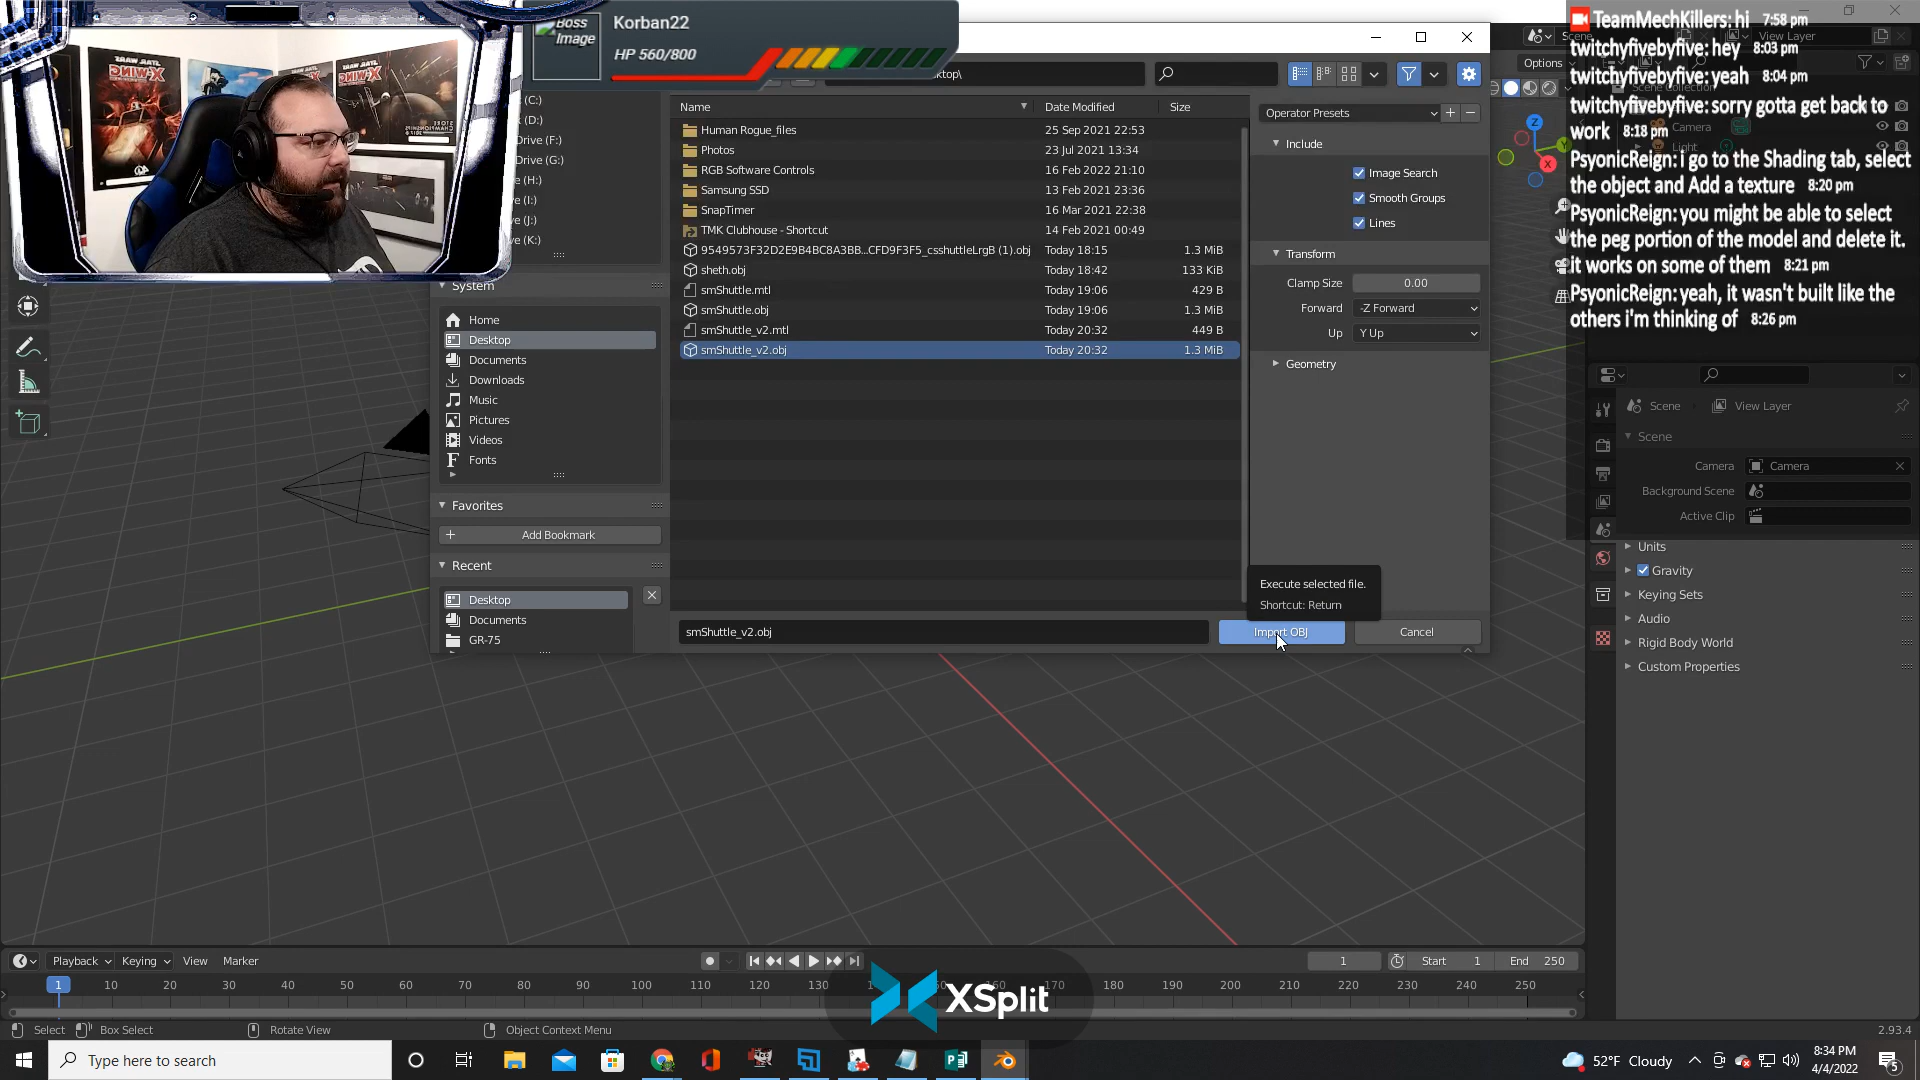 Boss
Image
Korban22
HP 560/800
ktop\
(C:)
(D:)
Drive (F:)
Drive (G:)
(H:)
ve (I:)
ve (J:)
(K:)
System
Home
Desktop
Documents
Downloads
Music
Pictures
Videos
Fonts
Favorites
Add Bookmark
Recent
Desktop
Documents
GR-75
Name Date Modified Size
Human Rogue_files 25 Sep 2021 22:53
Photos 23 Jul 2021 13:34
RGB Software Controls 16 Feb 2022 21:10
Samsung SSD 13 Feb 2021 23:36
SnapTimer 16 Mar 2021 22:38
TMK Clubhouse - Shortcut 14 Feb 2021 00:49
9549573F32D2E9B4BC8A3BB...CFD9F3F5_csshuttleLrgB (1).obj Today 18:15 1.3 MiB
sheth.obj Today 18:42 133 KiB
smShuttle.mtl Today 19:06 429 B
smShuttle.obj Today 19:06 1.3 MiB
smShuttle_v2.mtl Today 20:32 449 B
smShuttle_v2.obj Today 20:32 1.3 MiB
smShuttle_v2.obj
Import OBJ
Cancel
Execute selected file.
Shortcut: Return
Operator Presets
Include
Image Search
Smooth Groups
Lines
Transform
Clamp Size 0.00
Forward -Z Forward
Up Y Up
Geometry
Options
Z
X
TeamMechKillers: hi 7:58 pm
twitchyfivebyfive: hey 8:03 pm
twitchyfivebyfive: yeah 8:04 pm
twitchyfivebyfive: sorry gotta get back to
work 8:18 pm
PsyonicReign: i go to the Shading tab, select
the object and Add a texture 8:20 pm
PsyonicReign: you might be able to select
the peg portion of the model and delete it.
it works on some of them 8:21 pm
PsyonicReign: yeah, it wasn't built like the
others i'm thinking of 8:26 pm
View Layer
Camera
Light
Scene View Layer
Scene
Camera Camera
Background Scene
Active Clip
Units
Gravity
Keying Sets
Audio
Rigid Body World
Custom Properties
Playback Keying View Marker
1 Start 1 End 250
1 10 20 30 40 50 60 70 80 90 100 110 120 170 180 190 200 210 220 230 240 250
XSplit
Select Box Select Rotate View Object Context Menu
2.93.4
Type here to search
52°F Cloudy
8:34 PM
4/4/2022
5